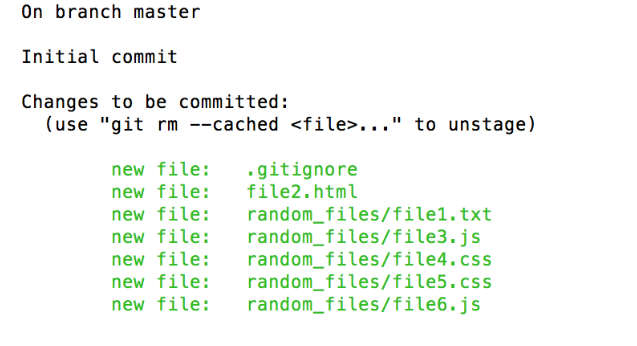 On branch master
Initial commit
Changes to be committed:
(use "git rm --cached <file>..." to unstage)
new file: .gitignore
new file: file2.html
new file: random_files/file1.txt
new file: random_files/file3.js
new file: random_files/file4.css
new file: random_files/file5.css
new file: random_files/file6.js